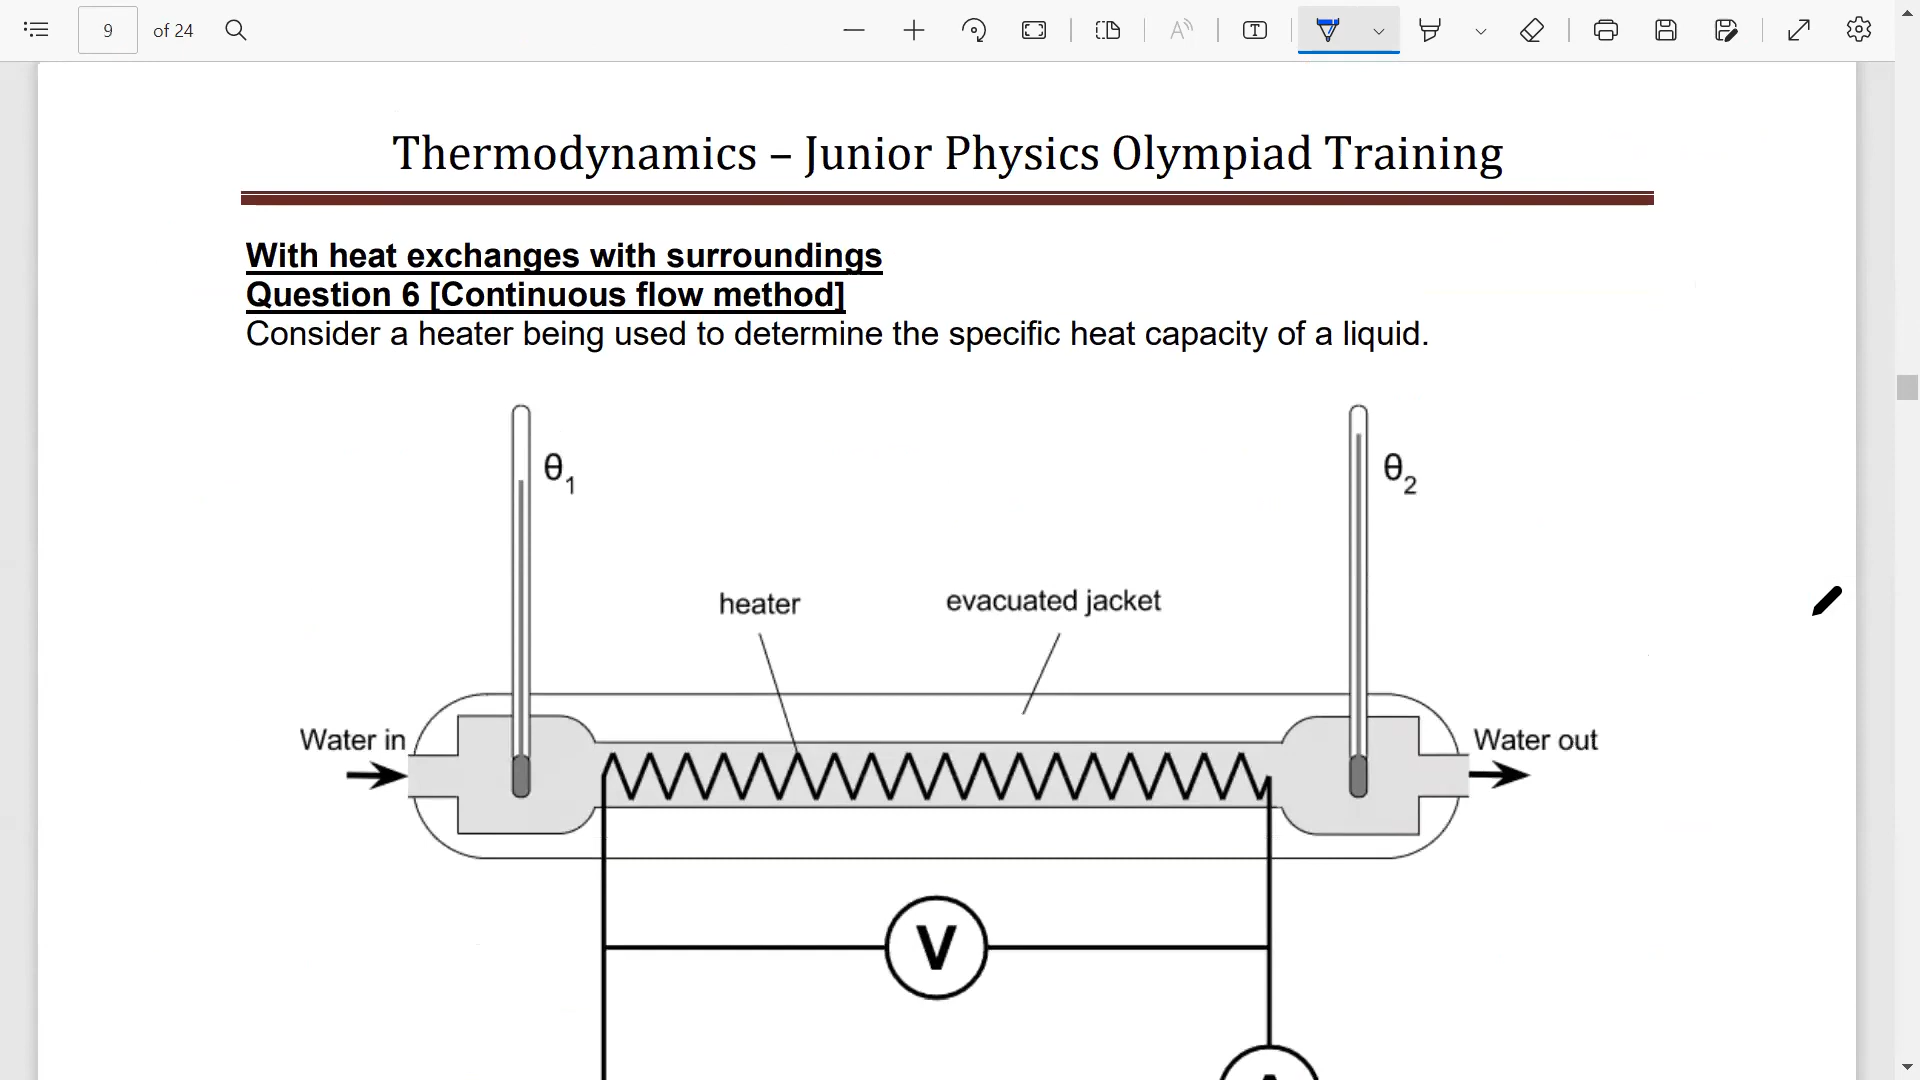 9 of 24
Thermodynamics – Junior Physics Olympiad Training
With heat exchanges with surroundings
Question 6 [Continuous flow method]
Consider a heater being used to determine the specific heat capacity of a liquid.
θ1
θ2
heater
evacuated jacket
Water in
Water out
V